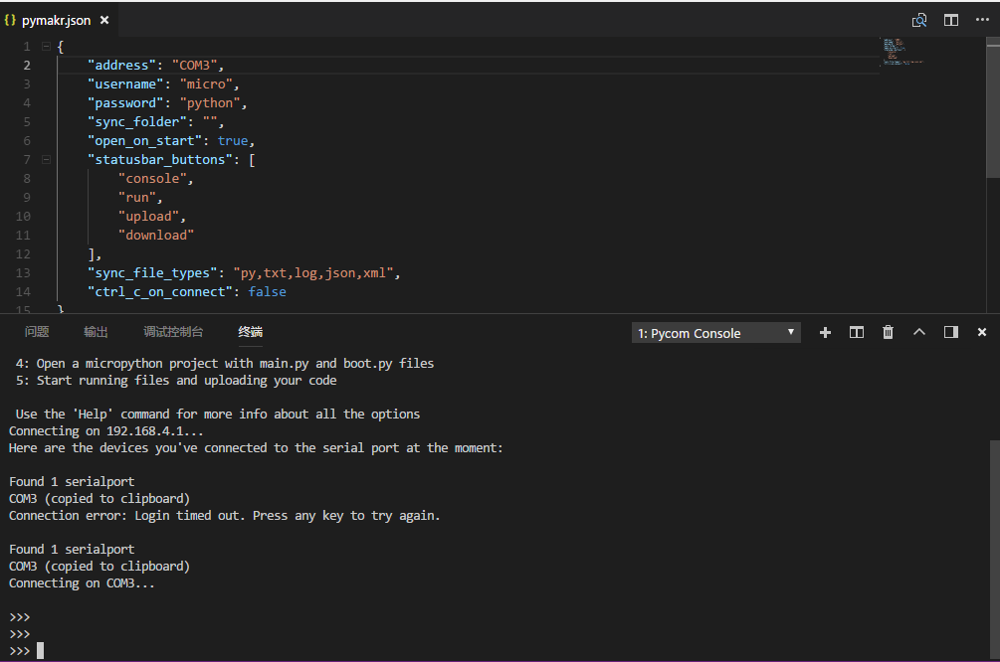 {} pymakr.json ×
1 {
2 "address": "COM3",
3 "username": "micro",
4 "password": "python",
5 "sync_folder": "",
6 "open_on_start": true,
7 "statusbar_buttons": [
8 "console",
9 "run",
10 "upload",
11 "download"
12 ],
13 "sync_file_types": "py,txt,log,json,xml",
14 "ctrl_c_on_connect": false
15 }
问题 输出 调试控制台 终端 1: Pycom Console
4: Open a micropython project with main.py and boot.py files
5: Start running files and uploading your code
Use the 'Help' command for more info about all the options
Connecting on 192.168.4.1...
Here are the devices you've connected to the serial port at the moment:
Found 1 serialport
COM3 (copied to clipboard)
Connection error: Login timed out. Press any key to try again.
Found 1 serialport
COM3 (copied to clipboard)
Connecting on COM3...
>>>
>>>
>>>